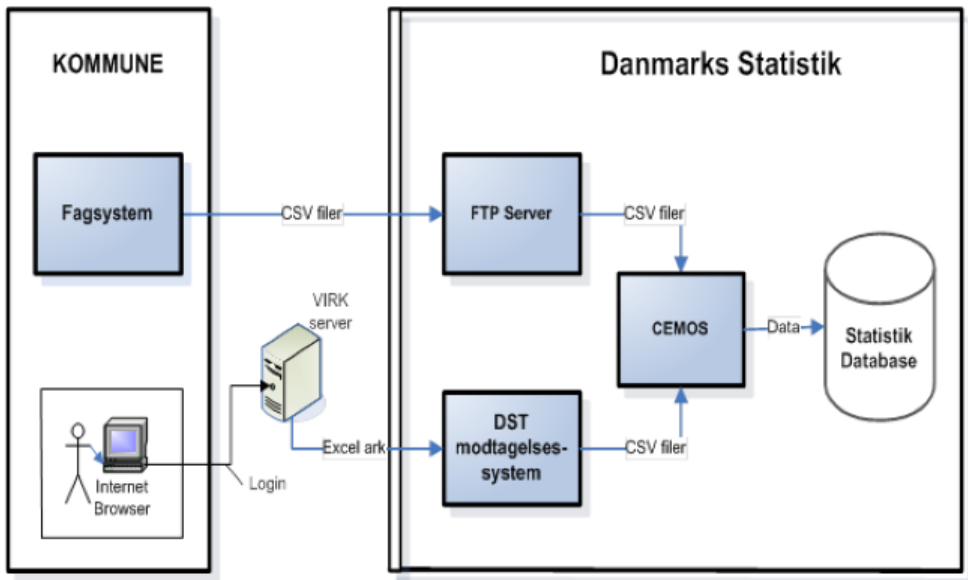 KOMMUNE
Danmarks Statistik
Fagsystem
CSV filer
FTP Server
CSV filer
VIRK
server
CEMOS
Data
Statistik
Database
Internet
Browser
Login
Excel ark
DST
modtagelses-
system
CSV filer